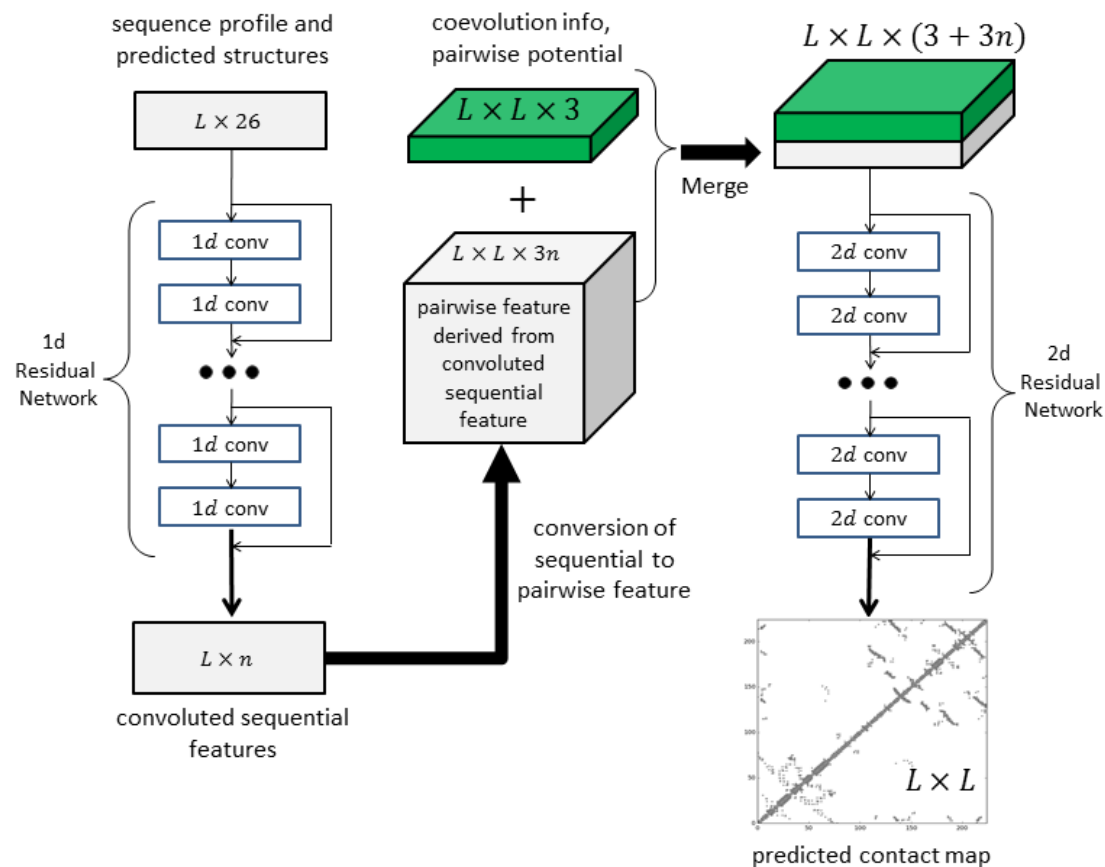 sequence profile and
predicted structures
L × 26
1d conv
1d conv
1d conv
1d conv
1d
Residual
Network
L × n
convoluted sequential
features
coevolution info,
pairwise potential
L × L × 3
+
L × L × 3n
pairwise feature
derived from
convoluted
sequential
feature
conversion of
sequential to
pairwise feature
Merge
L × L × (3 + 3n)
2d conv
2d conv
2d conv
2d conv
2d
Residual
Network
200
150
100
50
0
0
50
100
150
200
L × L
predicted contact map